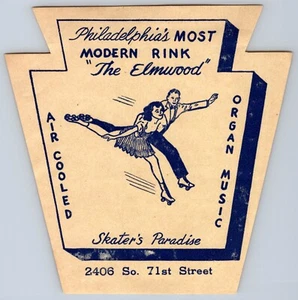 Philadelphia's MOST
MODERN RINK
"The Elmwood"
AIR COOLED
ORGAN MUSIC
Skater's Paradise
2406 So. 71st Street